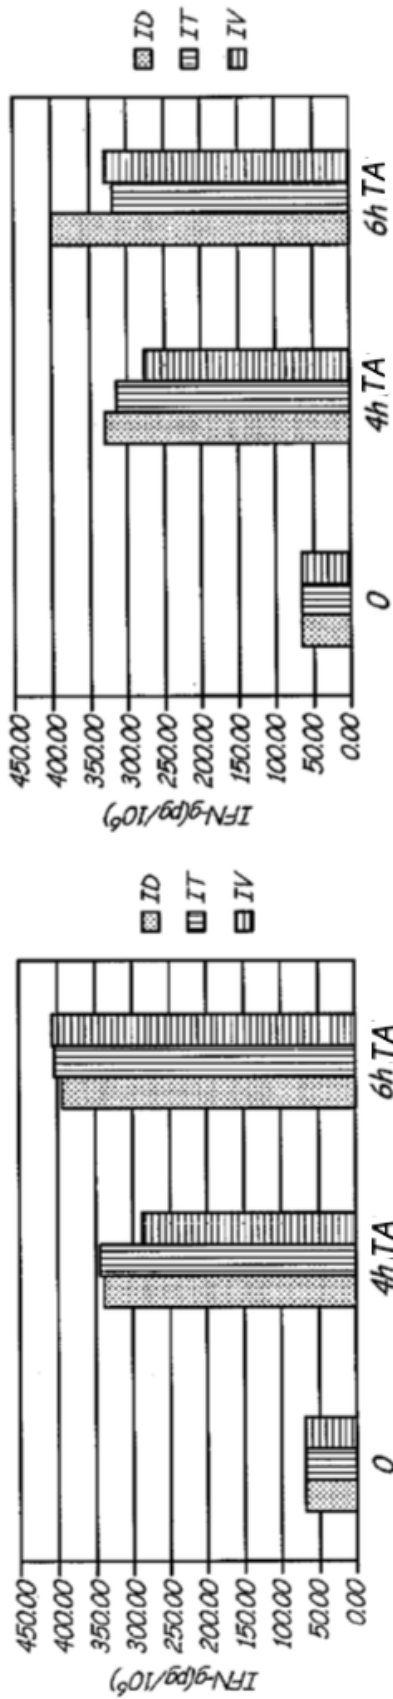 IFN-g(pg/10⁶)
450.00
400.00
350.00
300.00
250.00
200.00
150.00
100.00
50.00
0.00
0
4h TA
6h TA
ID
IT
IV
IFN-g(pg/10⁶)
450.00
400.00
350.00
300.00
250.00
200.00
150.00
100.00
50.00
0.00
0
4h TA
6h TA
ID
IT
IV